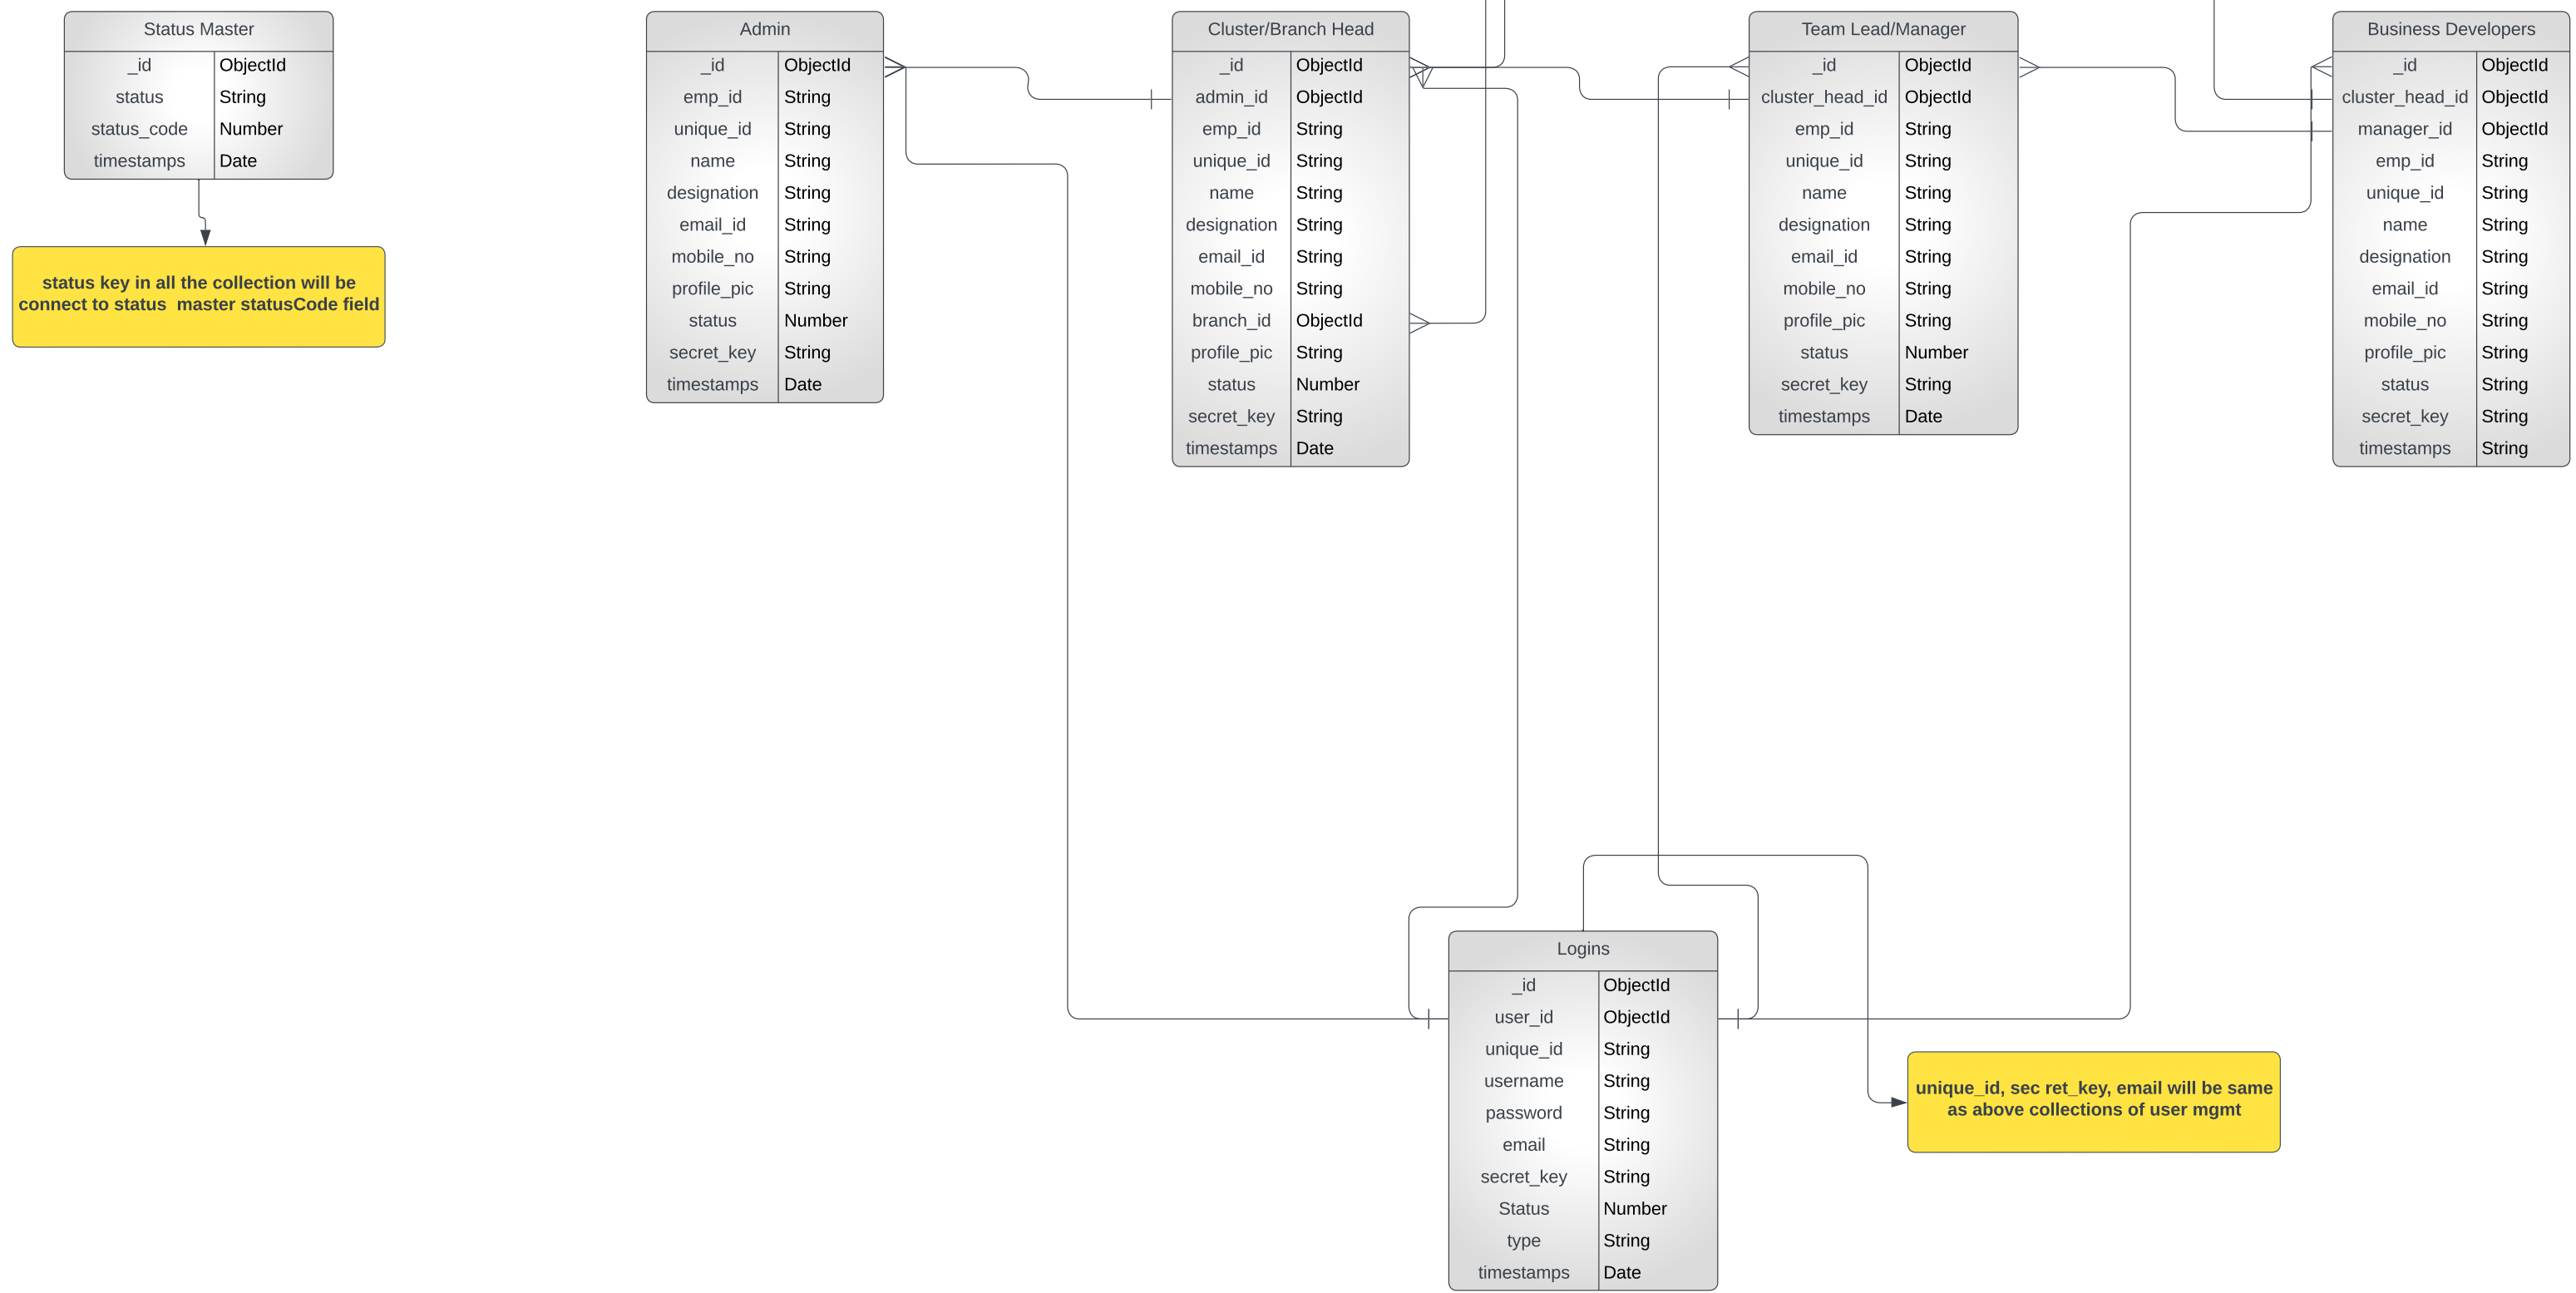 Status Master
_id ObjectId
status String
status_code Number
timestamps Date
status key in all the collection will be
connect to status  master statusCode field
Admin
_id ObjectId
emp_id String
unique_id String
name String
designation String
email_id String
mobile_no String
profile_pic String
status Number
secret_key String
timestamps Date
Cluster/Branch Head
_id ObjectId
admin_id ObjectId
emp_id String
unique_id String
name String
designation String
email_id String
mobile_no String
branch_id ObjectId
profile_pic String
status Number
secret_key String
timestamps Date
Team Lead/Manager
_id ObjectId
cluster_head_id ObjectId
emp_id String
unique_id String
name String
designation String
email_id String
mobile_no String
profile_pic String
status Number
secret_key String
timestamps Date
Business Developers
_id ObjectId
cluster_head_id ObjectId
manager_id ObjectId
emp_id String
unique_id String
name String
designation String
email_id String
mobile_no String
profile_pic String
status String
secret_key String
timestamps String
Logins
_id ObjectId
user_id ObjectId
unique_id String
username String
password String
email String
secret_key String
Status Number
type String
timestamps Date
unique_id, sec ret_key, email will be same
as above collections of user mgmt